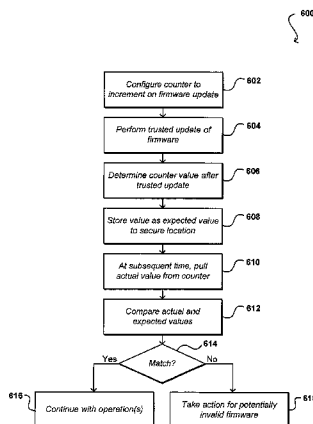 600
Configure counter to
increment on firmware update
602
Perform trusted update of
firmware
604
Determine counter value after
trusted update
606
Store value as expected value
to secure location
608
At subsequent time, pull
actual value from counter
610
Compare actual and
expected values
612
614
Match?
Yes
No
616
Continue with operation(s)
Take action for potentially
invalid firmware